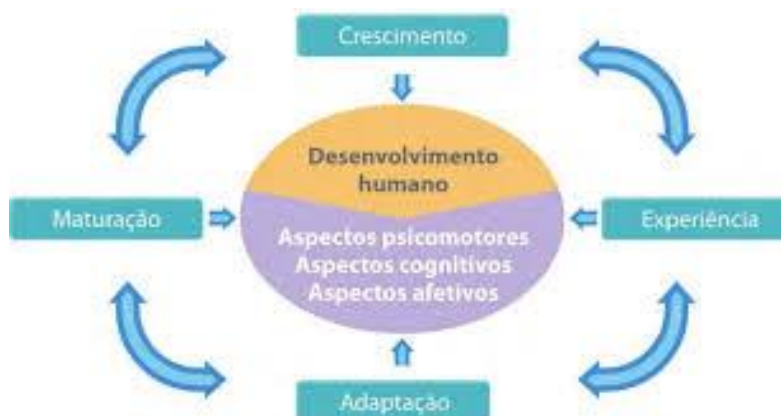 Crescimento
Desenvolvimento
humano
Maturação
Experiência
Aspectos psicomotores
Aspectos cognitivos
Aspectos afetivos
Adaptação